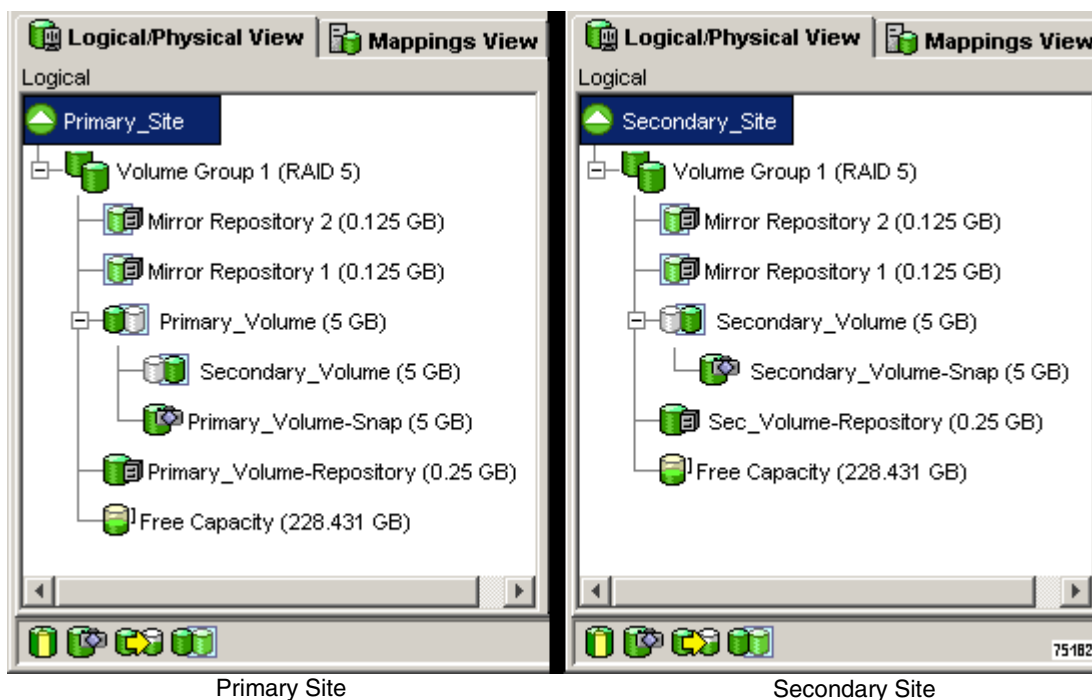 Logical/Physical View
Mappings View
Logical
Primary_Site
Volume Group 1 (RAID 5)
Mirror Repository 2 (0.125 GB)
Mirror Repository 1 (0.125 GB)
Primary_Volume (5 GB)
Secondary_Volume (5 GB)
Primary_Volume-Snap (5 GB)
Primary_Volume-Repository (0.25 GB)
Free Capacity (228.431 GB)
Primary Site
Logical/Physical View
Mappings View
Logical
Secondary_Site
Volume Group 1 (RAID 5)
Mirror Repository 2 (0.125 GB)
Mirror Repository 1 (0.125 GB)
Secondary_Volume (5 GB)
Secondary_Volume-Snap (5 GB)
Sec_Volume-Repository (0.25 GB)
Free Capacity (228.431 GB)
75182
Secondary Site